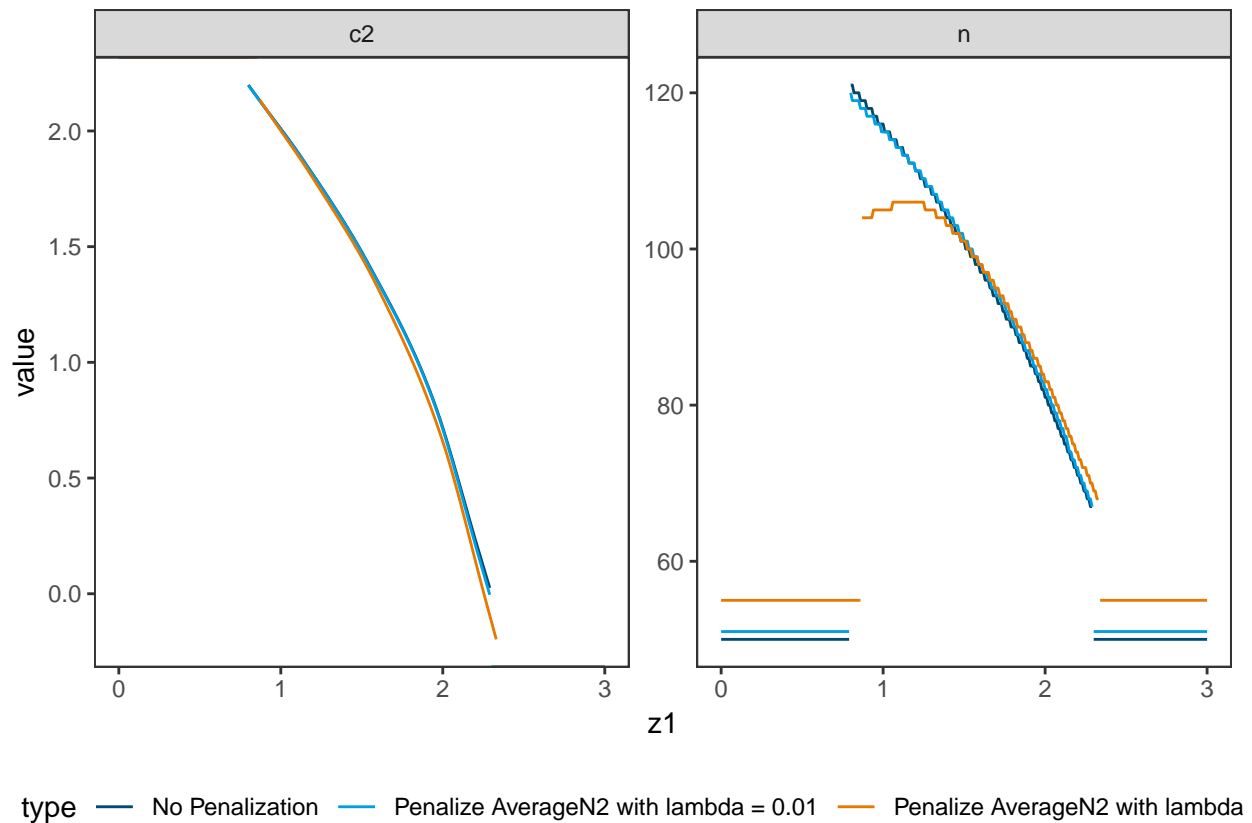 c2
n
value
2.0
1.5
1.0
0.5
0.0
120
100
80
60
0 1 2 3
0 1 2 3
z1
type No Penalization Penalize AverageN2 with lambda = 0.01 Penalize AverageN2 with lambda